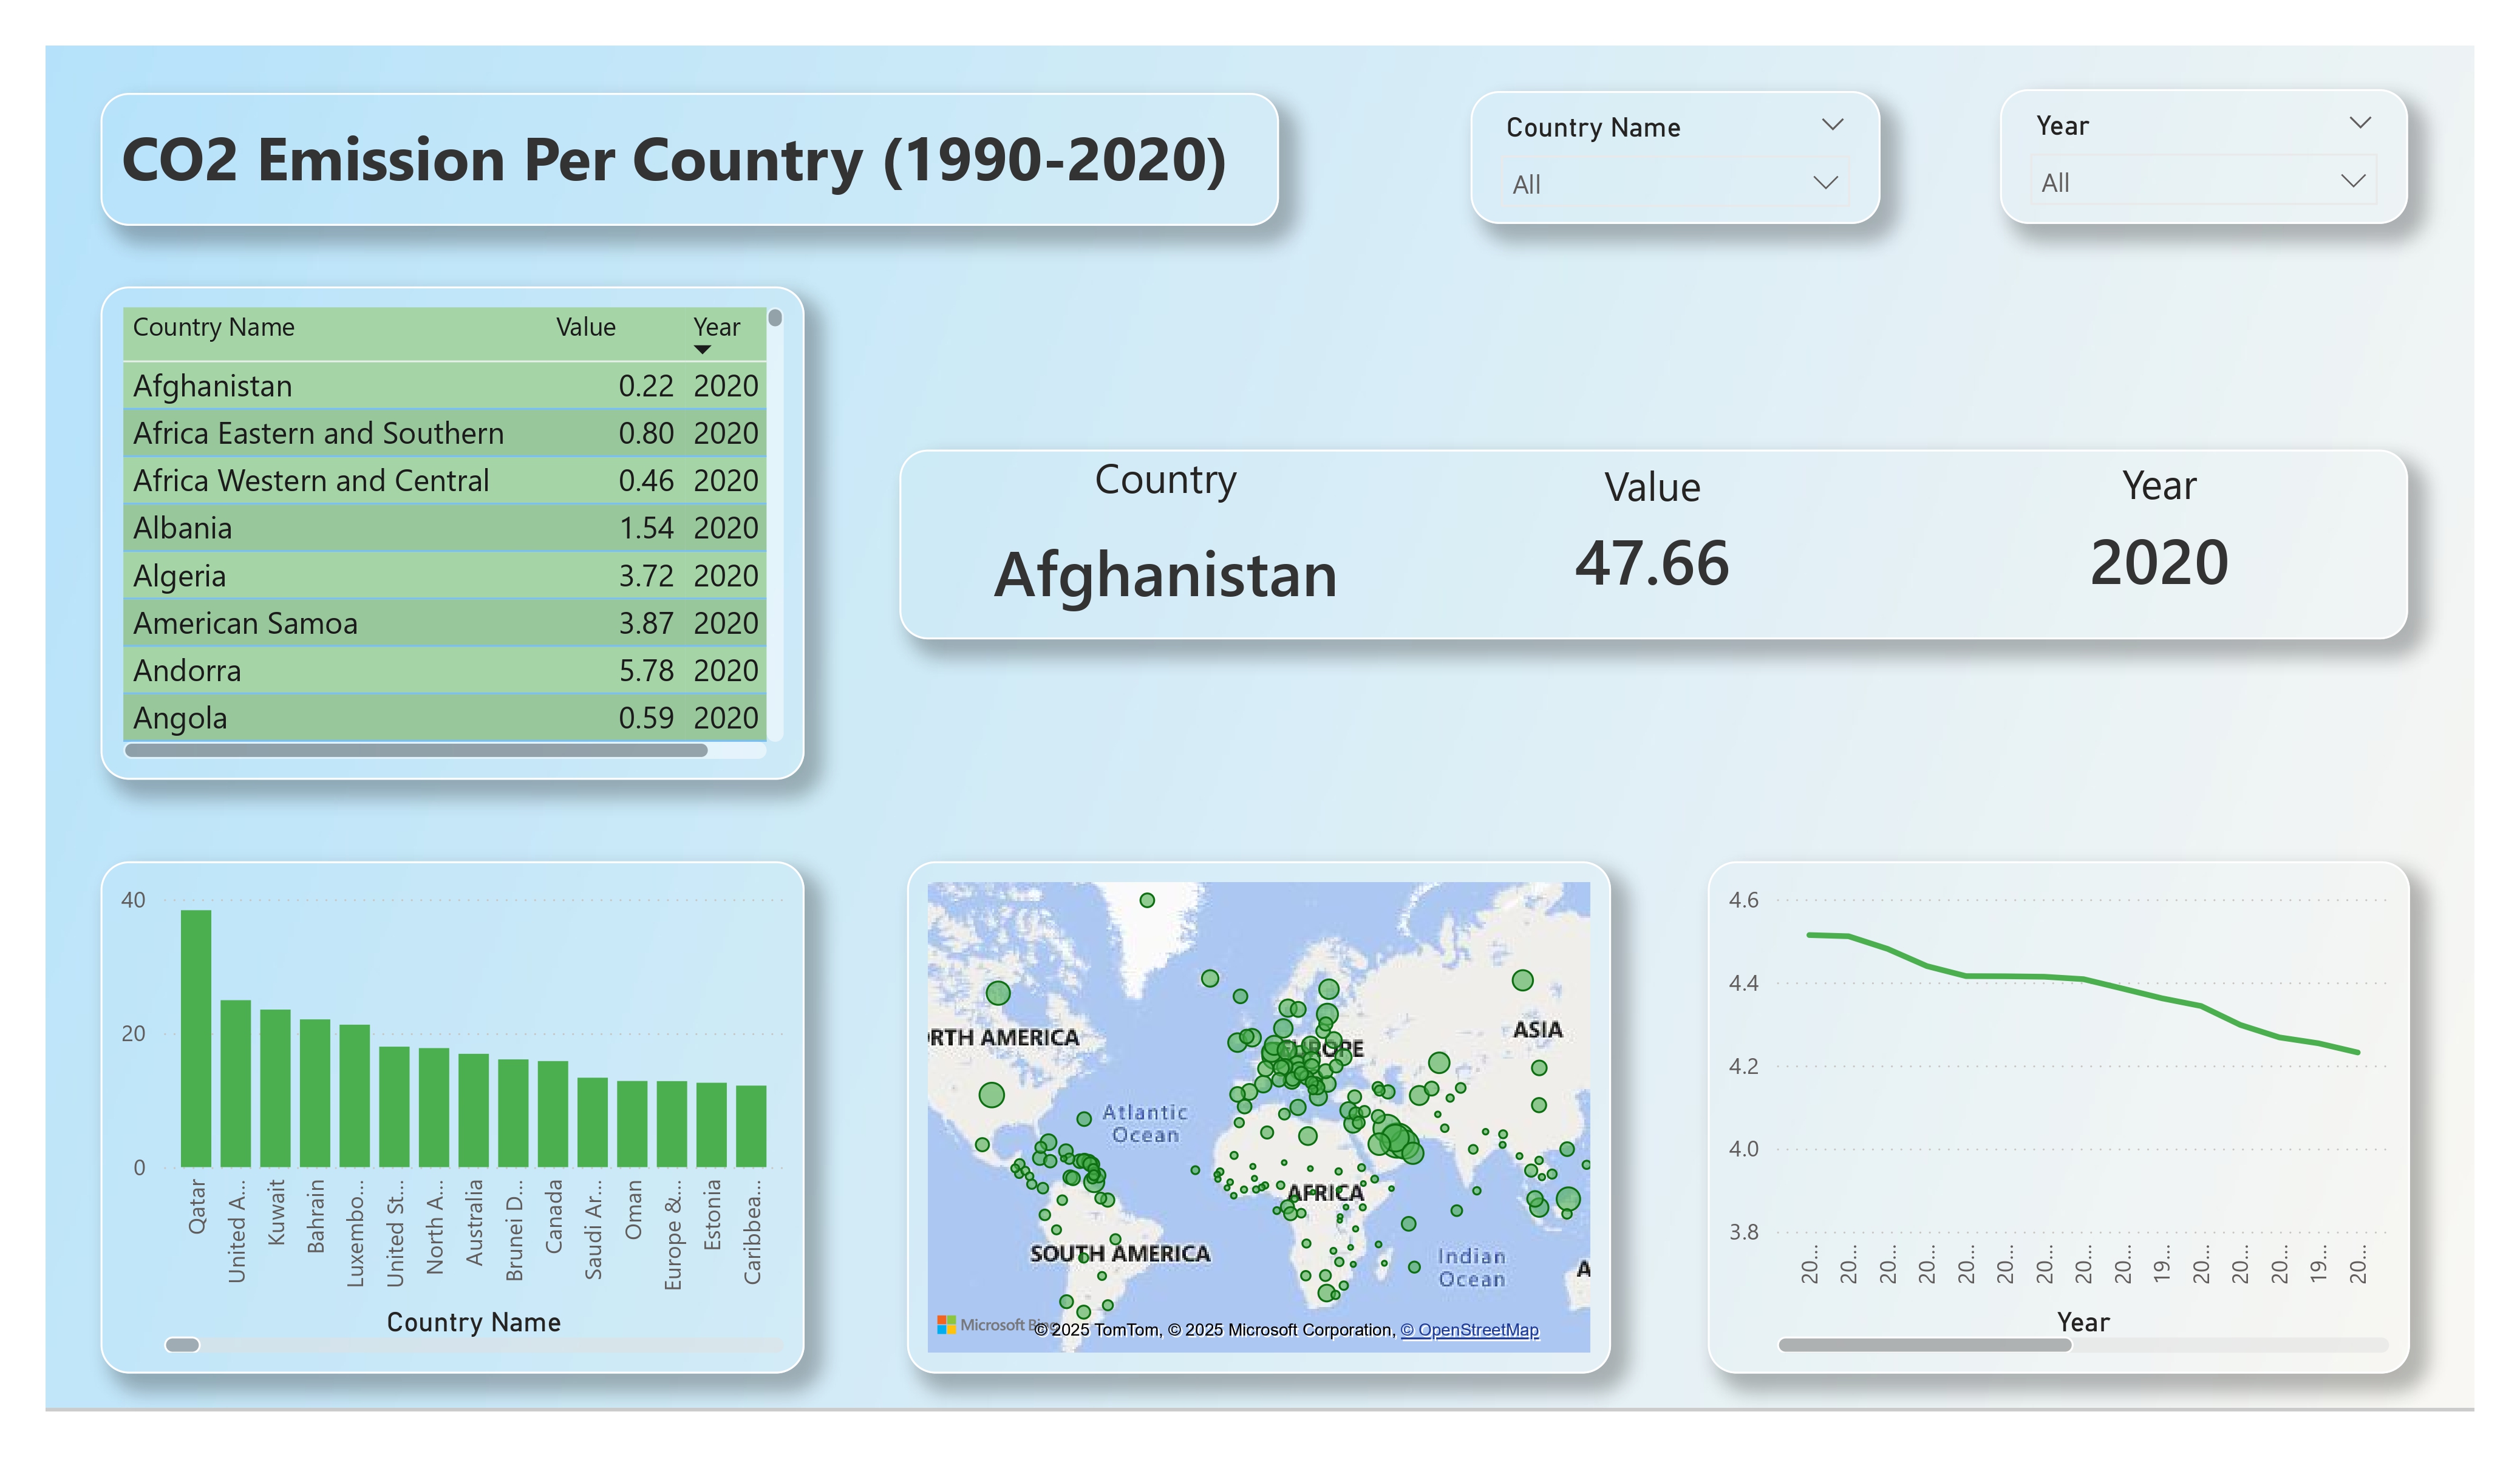 CO2 Emission Per Country (1990-2020)
Country Name
All
Year
All
Country Name Value Year
Afghanistan 0.22 2020
Africa Eastern and Southern 0.80 2020
Africa Western and Central 0.46 2020
Albania 1.54 2020
Algeria 3.72 2020
American Samoa 3.87 2020
Andorra 5.78 2020
Angola 0.59 2020
Country Value Year
Afghanistan 47.66 2020
40
20
0
Qatar
United A...
Kuwait
Bahrain
Luxembo...
United St...
North A...
Australia
Brunei D...
Canada
Saudi Ar...
Oman
Europe &...
Estonia
Caribbea...
Country Name
RTH AMERICA
EUROPE
ASIA
Atlantic
Ocean
AFRICA
SOUTH AMERICA
Indian
Ocean
A
Microsoft Bing
© 2025 TomTom, © 2025 Microsoft Corporation, © OpenStreetMap
4.6
4.4
4.2
4.0
3.8
20...
20...
20...
20...
20...
20...
20...
20...
20...
19...
20...
20...
20...
19...
20...
Year